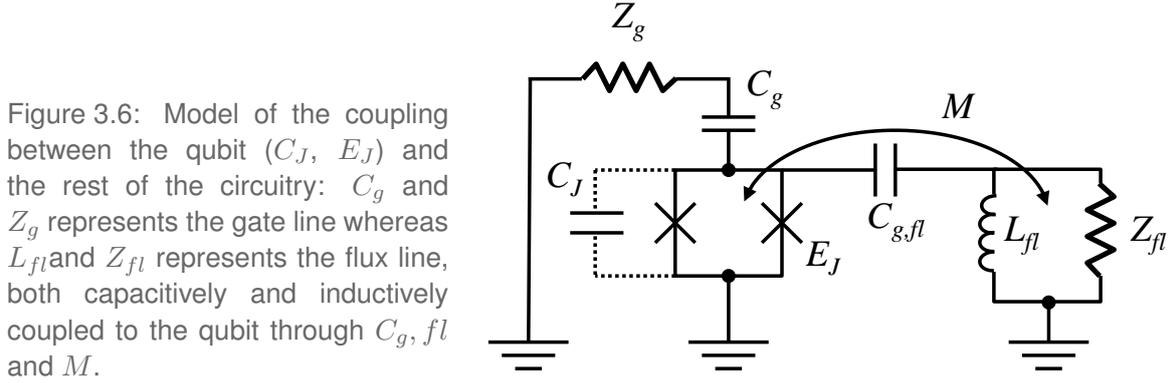 Figure 3.6: Model of the coupling
between the qubit (C_J, E_J) and
the rest of the circuitry: C_g and
Z_g represents the gate line whereas
L_fl and Z_fl represents the flux line,
both capacitively and inductively
coupled to the qubit through C_g, fl
and M.
Z_g
C_g
M
C_J
C_g,fl
L_fl
Z_fl
E_J